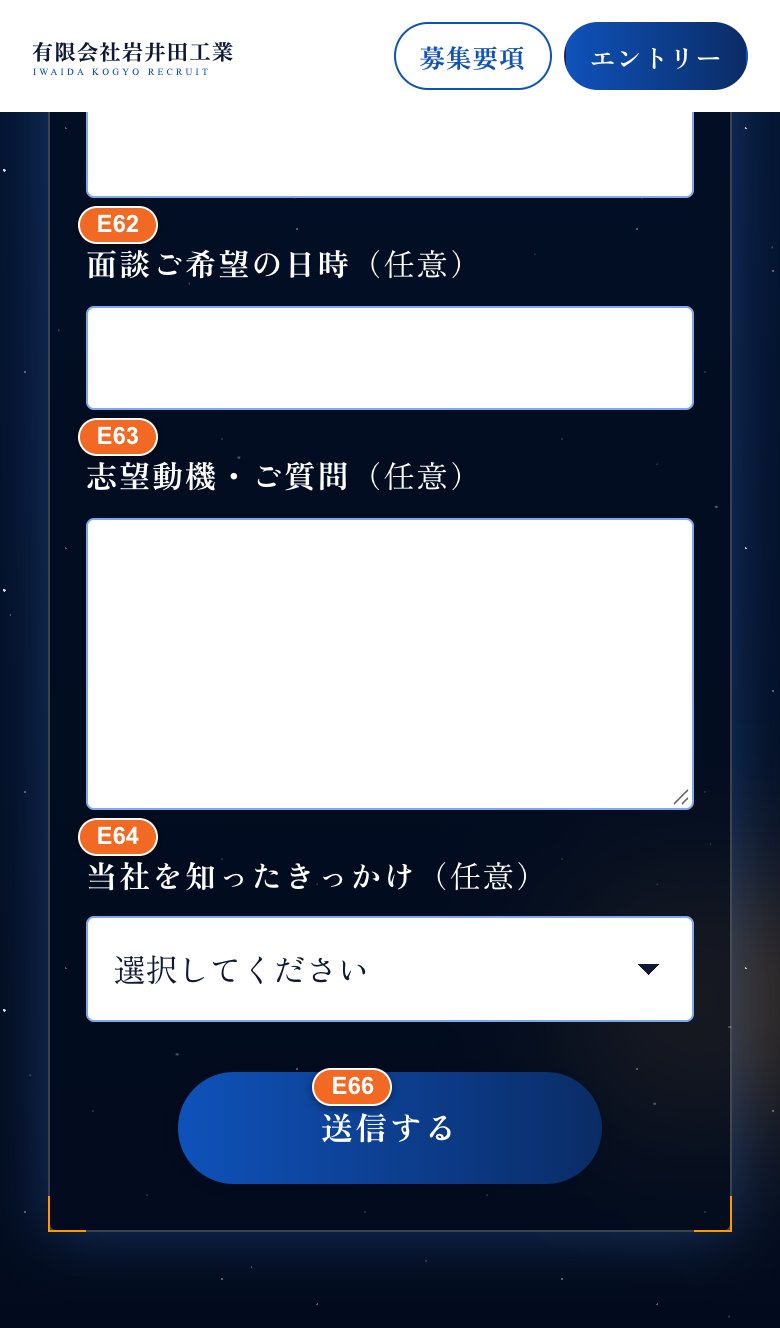 有限会社岩井田工業
IWAIDA KOGYO RECRUIT
募集要項
エントリー
E62
面談ご希望の日時（任意）
E63
志望動機・ご質問（任意）
E64
当社を知ったきっかけ（任意）
選択してください
E66
送信する